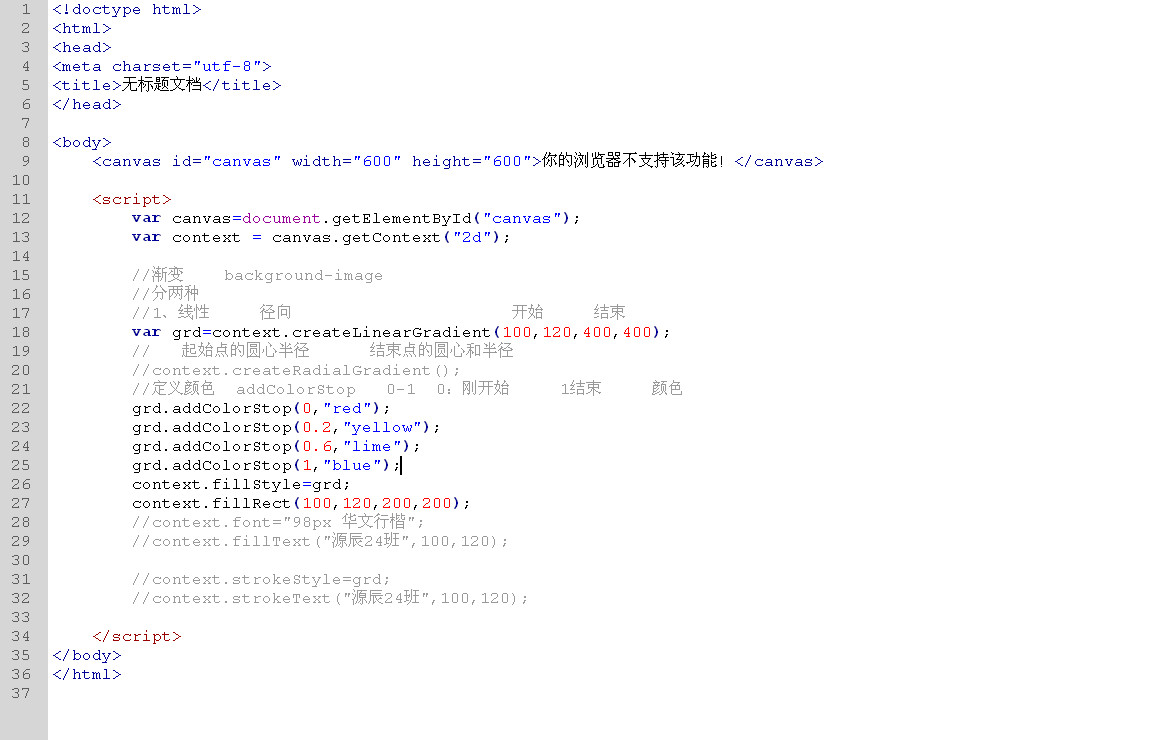 1 <!doctype html>
2 <html>
3 <head>
4 <meta charset="utf-8">
5 <title>无标题文档</title>
6 </head>
7
8 <body>
9     <canvas id="canvas" width="600" height="600">你的浏览器不支持该功能! </canvas>
10
11     <script>
12         var canvas=document.getElementById("canvas");
13         var context = canvas.getContext("2d");
14
15         //渐变    background-image
16         //分两种
17         //1、线性     径向                      开始     结束
18         var grd=context.createLinearGradient(100,120,400,400);
19         //   起始点的圆心半径      结束点的圆心和半径
20         //context.createRadialGradient();
21         //定义颜色  addColorStop   0-1  0：刚开始     1结束     颜色
22         grd.addColorStop(0,"red");
23         grd.addColorStop(0.2,"yellow");
24         grd.addColorStop(0.6,"lime");
25         grd.addColorStop(1,"blue");
26         context.fillStyle=grd;
27         context.fillRect(100,120,200,200);
28         //context.font="98px 华文行楷";
29         //context.fillText("源辰24班",100,120);
30
31         //context.strokeStyle=grd;
32         //context.strokeText("源辰24班",100,120);
33
34     </script>
35 </body>
36 </html>
37